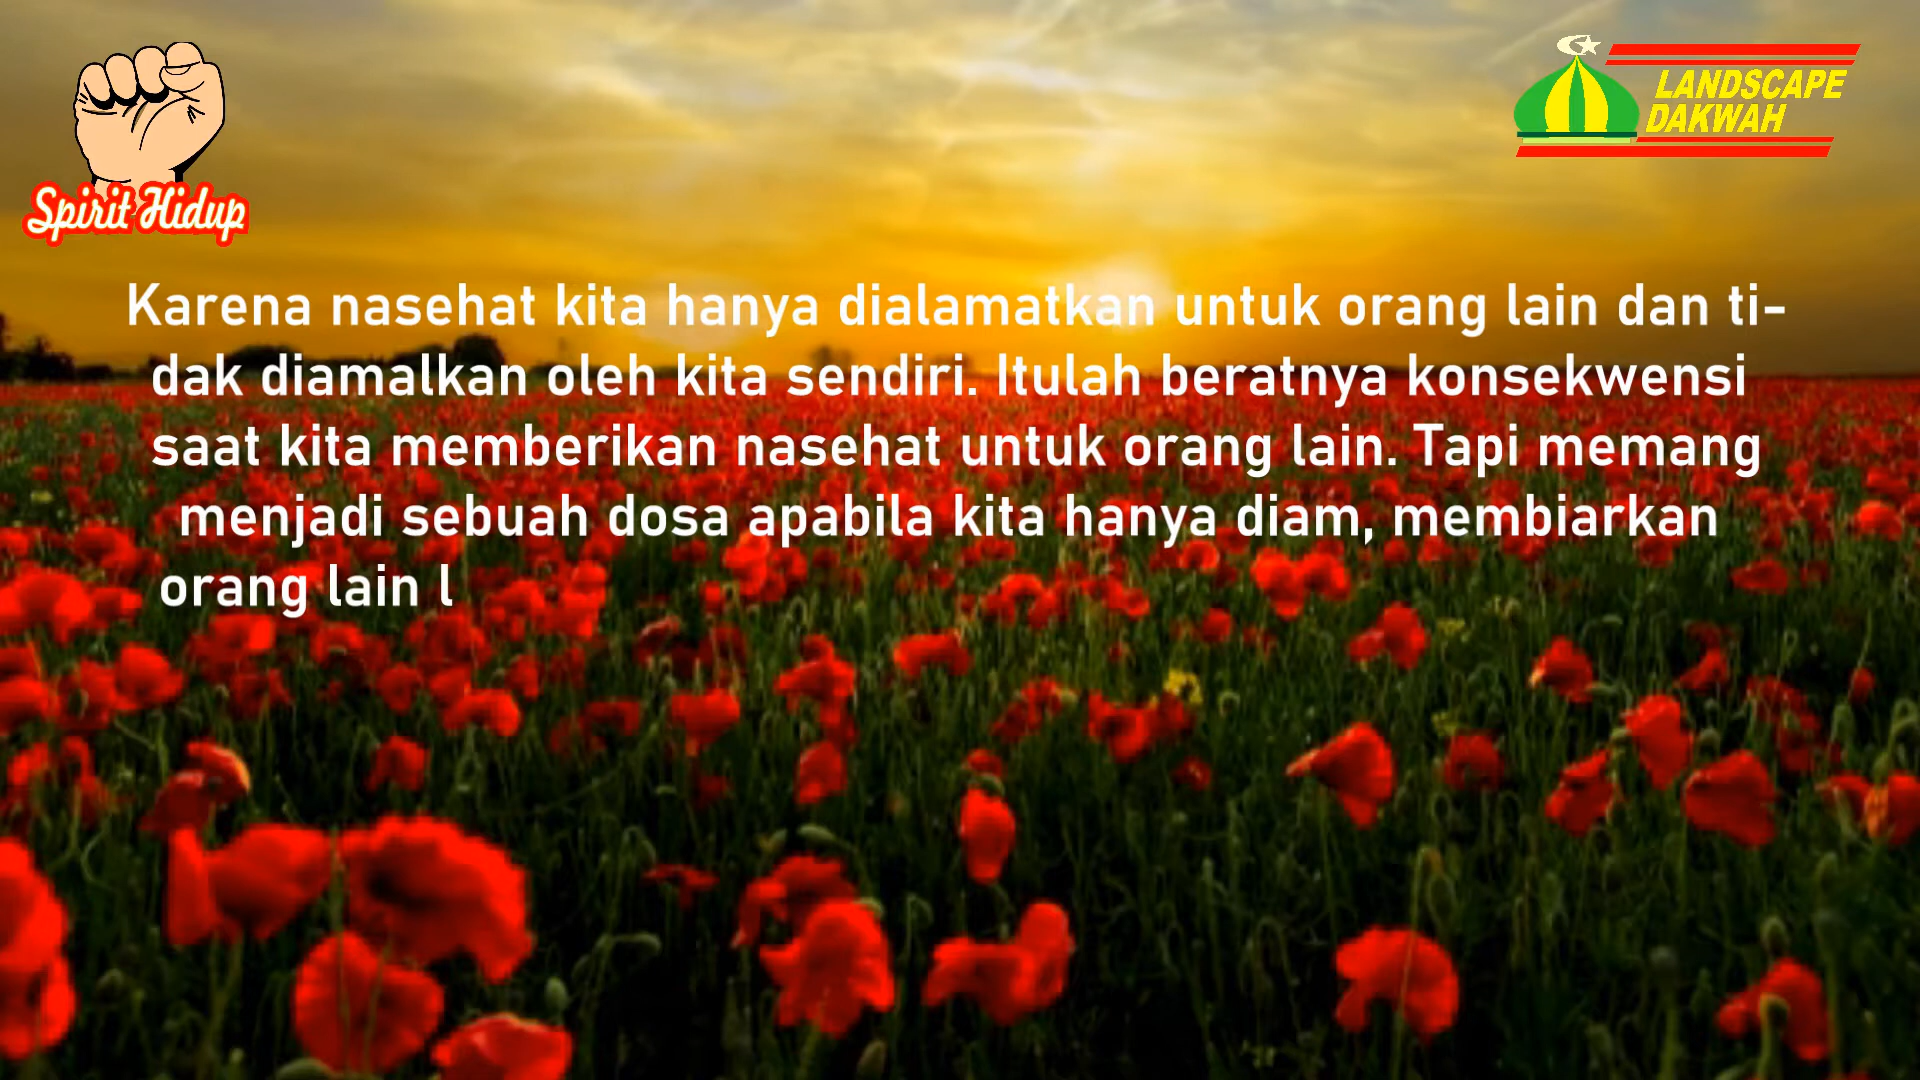 Spirit Hidup
LANDSCAPE
DAKWAH
Karena nasehat kita hanya dialamatkan untuk orang lain dan ti-
dak diamalkan oleh kita sendiri. Itulah beratnya konsekwensi
saat kita memberikan nasehat untuk orang lain. Tapi memang
menjadi sebuah dosa apabila kita hanya diam, membiarkan
orang lain l